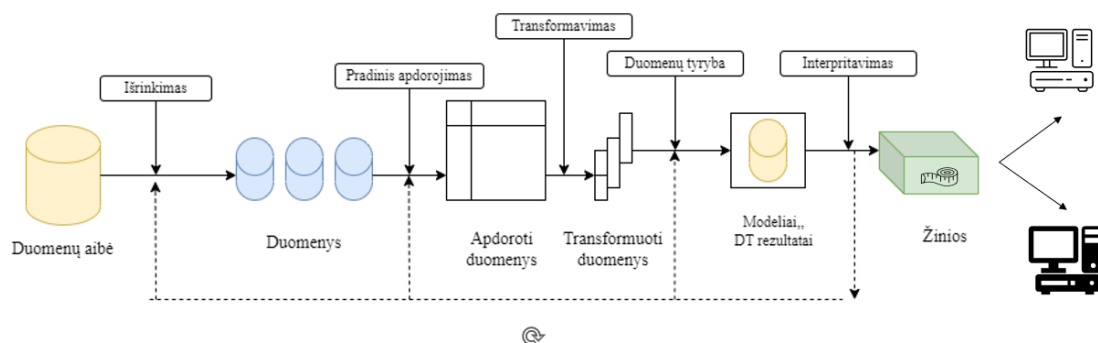 Transformavimas
Pradinis apdorojimas
Duomenų tyryba
Interpritavimas
Išrinkimas
Duomenų aibė
Duomenys
Apdoroti
duomenys
Transformuoti
duomenys
Modeliai,,
DT rezultatai
Žinios